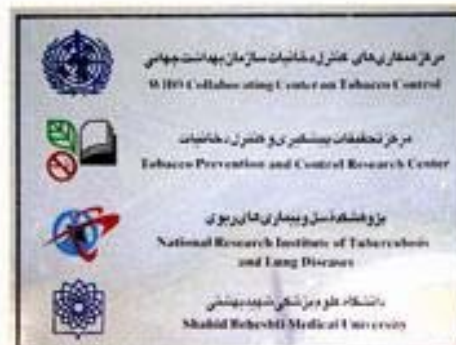 مرکز همکاری های کنترل دخانیات سازمان بهداشت جهانی
WHO Collaborating Center on Tobacco Control
مرکز تحقیقات پیشگیری و کنترل دخانیات
Tobacco Prevention and Control Research Center
پژوهشکده سل و بیماری های ریوی
National Research Institute of Tuberculosis
and Lung Diseases
دانشگاه علوم پزشکی شهید بهشتی
Shahid Beheshti Medical University